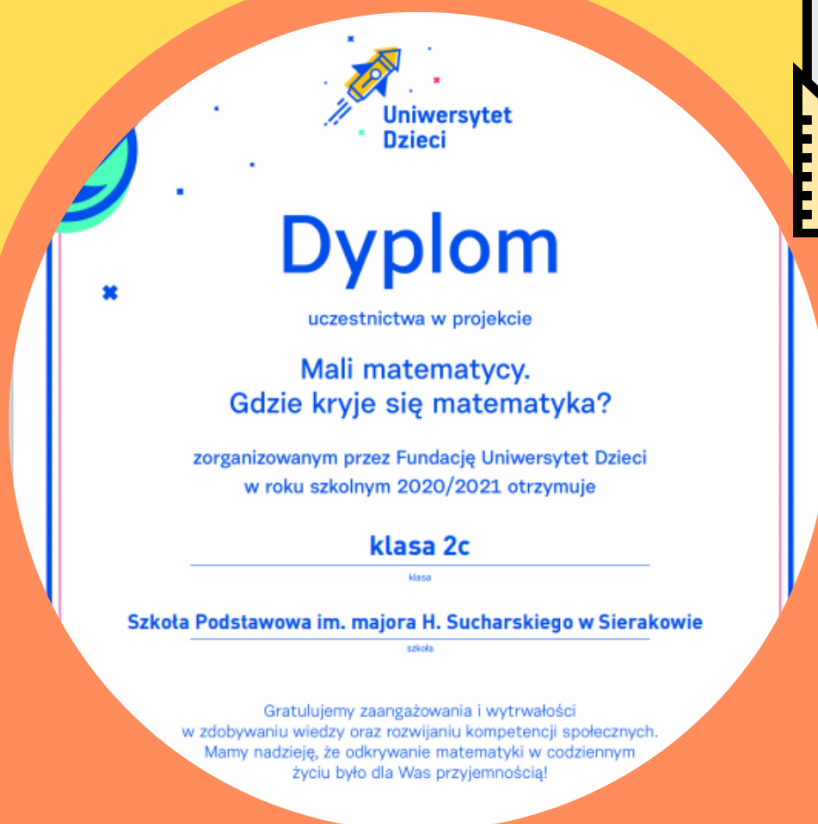 Uniwersytet
Dzieci
Dyplom
uczestnictwa w projekcie
Mali matematycy.
Gdzie kryje się matematyka?
zorganizowanym przez Fundację Uniwersytet Dzieci
w roku szkolnym 2020/2021 otrzymuje
klasa 2c
klasa
Szkoła Podstawowa im. majora H. Sucharskiego w Sierakowie
szkoła
Gratulujemy zaangażowania i wytrwałości
w zdobywaniu wiedzy oraz rozwijaniu kompetencji społecznych.
Mamy nadzieję, że odkrywanie matematyki w codziennym
życiu było dla Was przyjemnością!